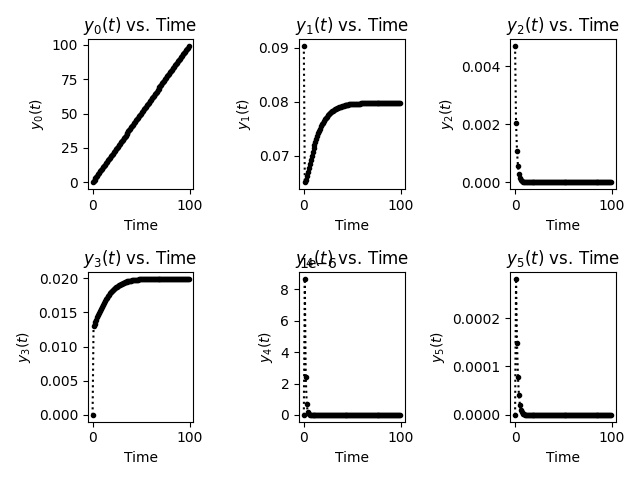 y₀(t) vs. Time
y₁(t) vs. Time
y₂(t) vs. Time
y₀(t)
100
75
50
25
0
0
100
Time
y₁(t)
0.09
0.08
0.07
0
100
Time
y₂(t)
0.004
0.002
0.000
0
100
Time
y₃(t) vs. Time
y₄(t) vs. Time
1e−6
y₅(t) vs. Time
y₃(t)
0.020
0.015
0.010
0.005
0.000
0
100
Time
y₄(t)
8
6
4
2
0
0
100
Time
y₅(t)
0.0002
0.0001
0.0000
0
100
Time